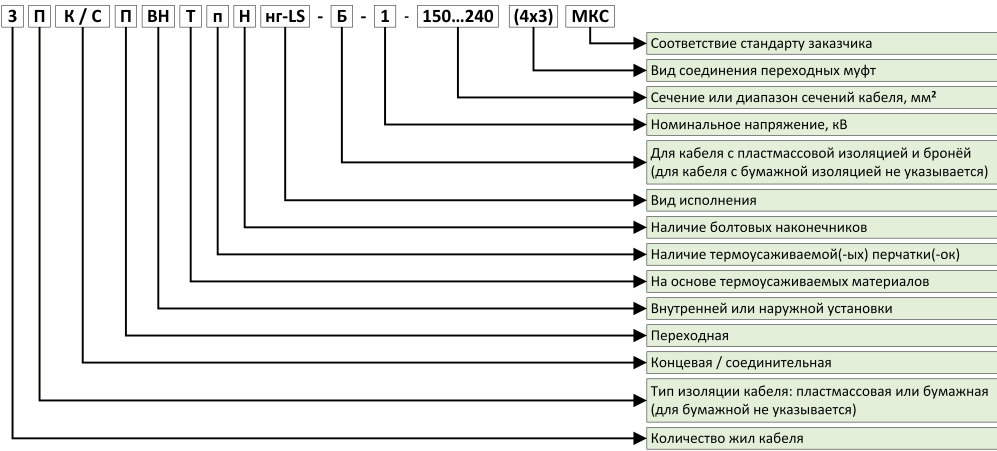 3 П К / С П ВН Т п Н нг-LS - Б - 1 - 150...240 (4х3) МКС
Соответствие стандарту заказчика
Вид соединения переходных муфт
Сечение или диапазон сечений кабеля, мм²
Номинальное напряжение, кВ
Для кабеля с пластмассовой изоляцией и бронёй
(для кабеля с бумажной изоляцией не указывается)
Вид исполнения
Наличие болтовых наконечников
Наличие термоусаживаемой(-ых) перчатки(-ок)
На основе термоусаживаемых материалов
Внутренней или наружной установки
Переходная
Концевая / соединительная
Тип изоляции кабеля: пластмассовая или бумажная
(для бумажной не указывается)
Количество жил кабеля